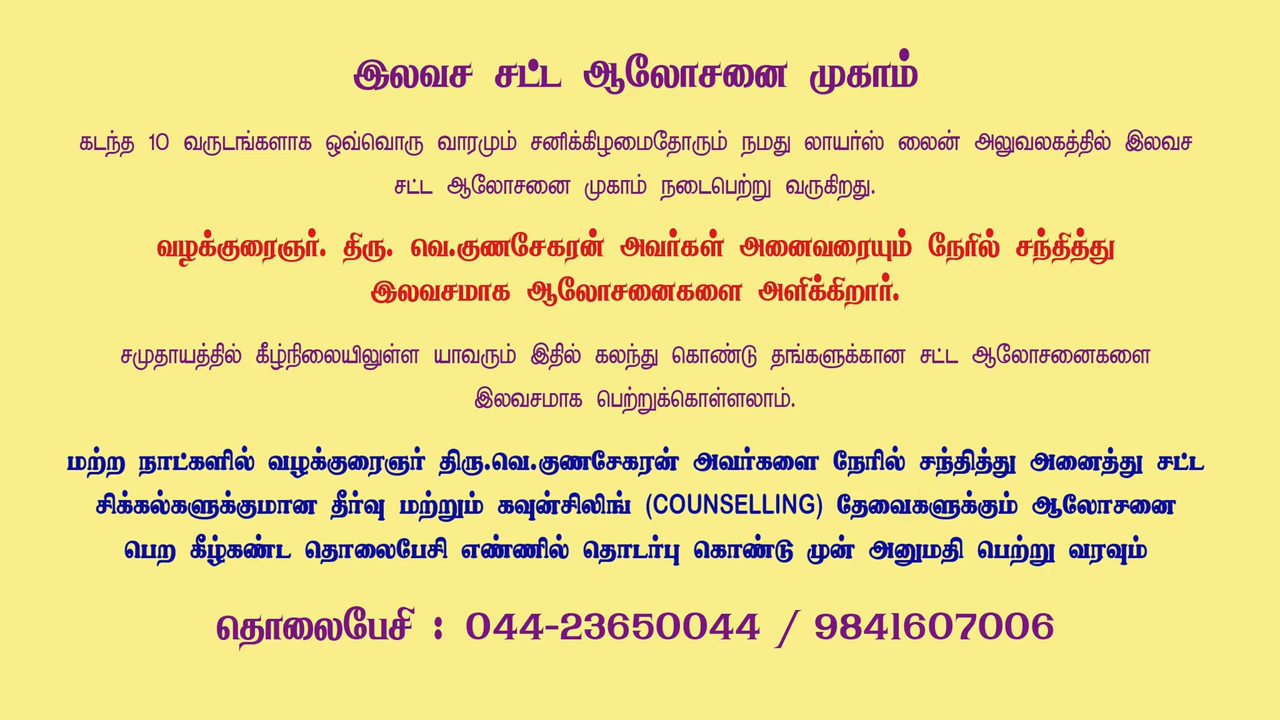 இலவச சட்ட ஆலோசனை முகாம்
கடந்த 10 வருடங்களாக ஒவ்வொரு வாரமும் சனிக்கிழமைதோரும் நமது லாயர்ஸ் லைன் அலுவலகத்தில் இலவச
சட்ட ஆலோசனை முகாம் நடைபெற்று வருகிறது.
வழக்குரைஞர். திரு. வெ.குணசேகரன் அவர்கள் அனைவரையும் நேரில் சந்தித்து
இலவசமாக ஆலோசனைகளை அளிக்கிறார்.
சமுதாயத்தில் கீழ்நிலையிலுள்ள யாவரும் இதில் கலந்து கொண்டு தங்களுக்கான சட்ட ஆலோசனைகளை
இலவசமாக பெற்றுக்கொள்ளலாம்.
மற்ற நாட்களில் வழக்குரைஞர் திரு.வெ.குணசேகரன் அவர்களை நேரில் சந்தித்து அனைத்து சட்ட
சிக்கல்களுக்குமான தீர்வு மற்றும் கவுன்சிலிங் (COUNSELLING) தேவைகளுக்கும் ஆலோசனை
பெற கீழ்கண்ட தொலைபேசி எண்ணில் தொடர்பு கொண்டு முன் அனுமதி பெற்று வரவும்
தொலைபேசி : 044-23650044 / 9841607006